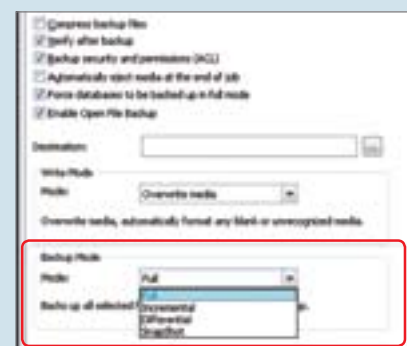 Compress backup files
Verify after backup
Backup security and permissions (ACL)
Automatically eject media at the end of job
Force databases to be backed up in full mode
Enable Open File Backup
Destination:
...
Write Mode
Mode:
Overwrite media
Overwrite media, automatically format any blank or unrecognized media.
Backup Mode
Mode:
Full
Full
Backs up all selected
Incremental
Differential
Snapshot